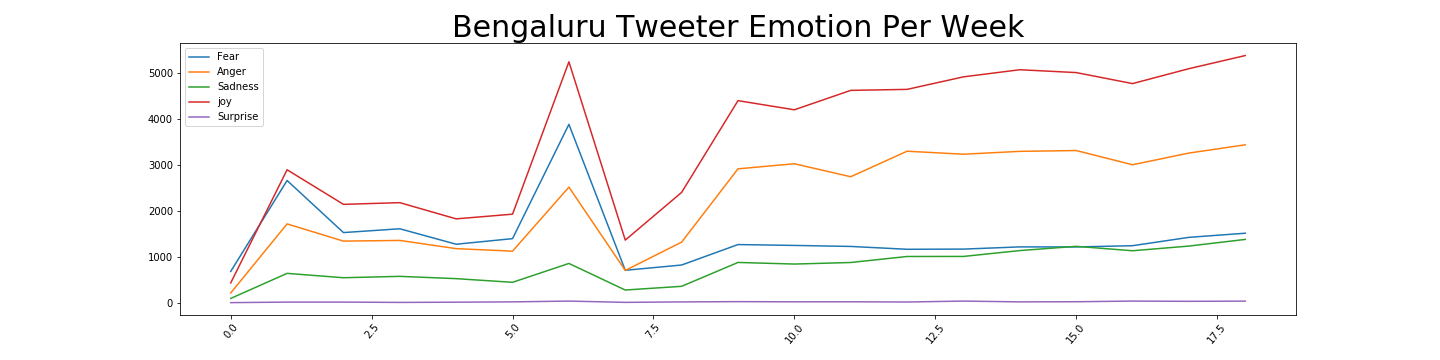 Bengaluru Tweeter Emotion Per Week
Fear
Anger
Sadness
joy
Surprise
5000
4000
3000
2000
1000
0
0.0 2.5 5.0 7.5 10.0 12.5 15.0 17.5